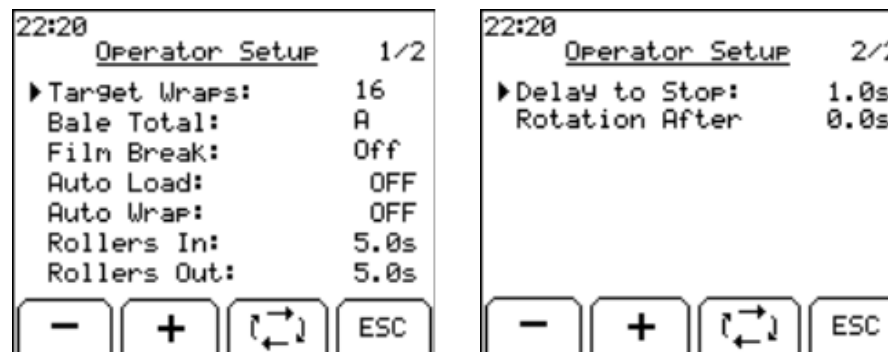 22:20
Operator Setup 1/2
Target Wraps: 16
Bale Total: A
Film Break: Off
Auto Load: OFF
Auto Wrap: OFF
Rollers In: 5.0s
Rollers Out: 5.0s
− + ESC
22:20
Operator Setup 2/2
Delay to Stop: 1.0s
Rotation After 0.0s
− + ESC